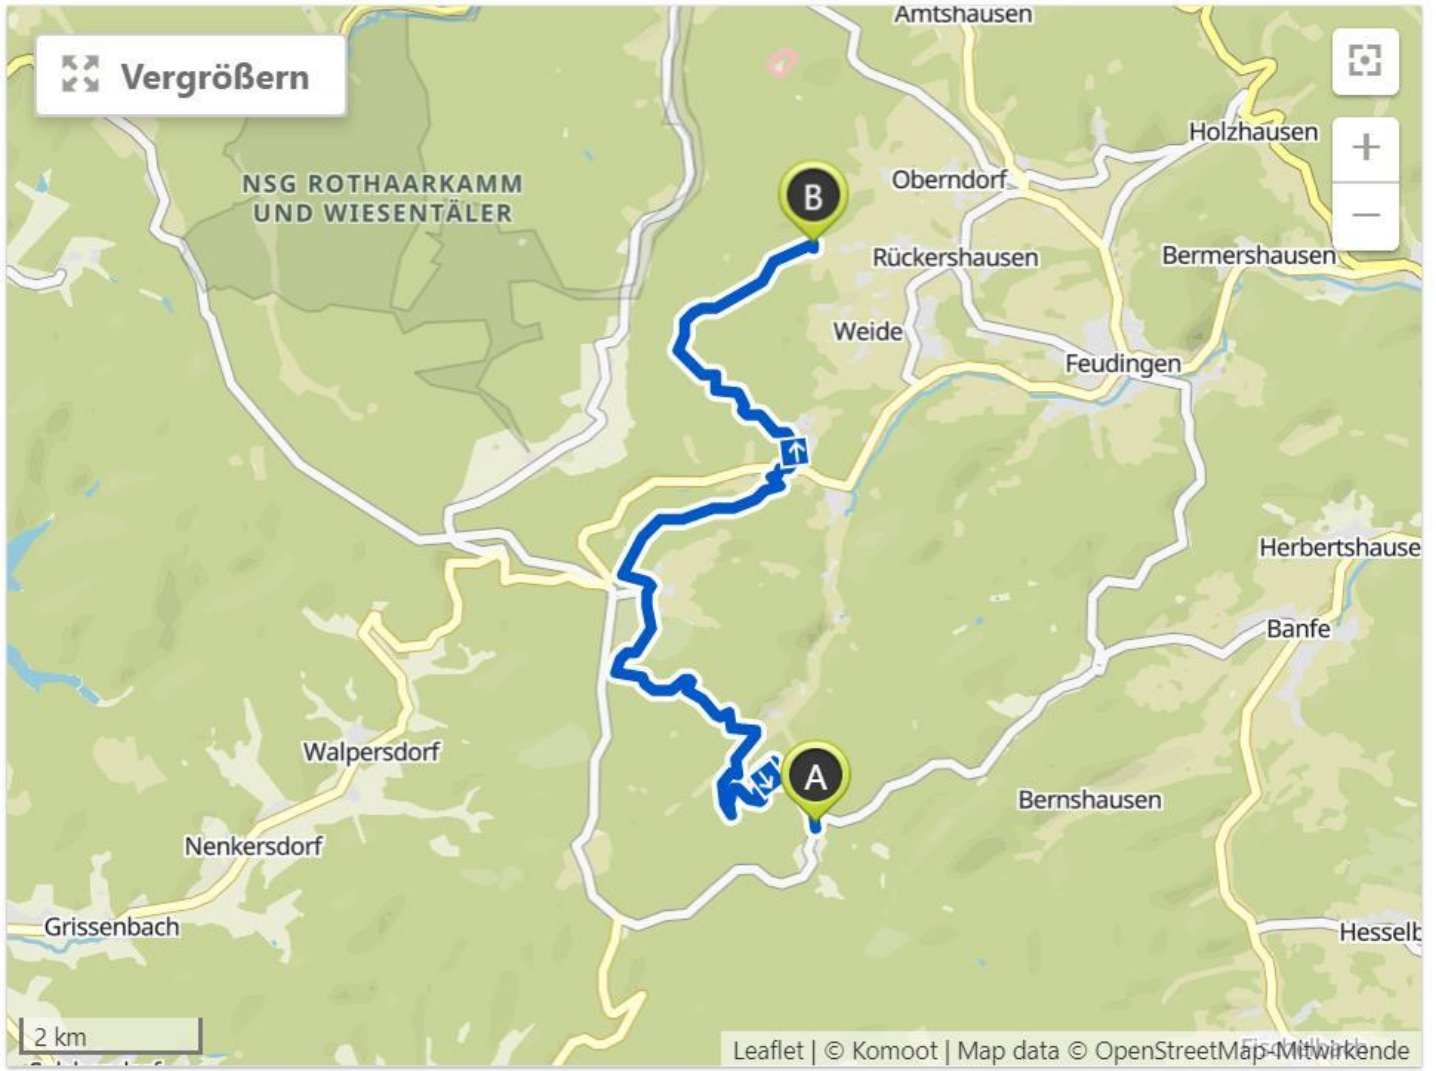 Amtshausen
Vergrößern
Holzhausen
NSG ROTHAARKAMM
UND WIESENTÄLER
Oberndorf
B
+
−
Rückershausen
Bermershausen
Weide
Feudingen
Herbertshause
Banfe
Walpersdorf
A
Bernshausen
Nenkersdorf
Grissenbach
Hesselb
2 km
Leaflet | © Komoot | Map data © OpenStreetMap-Mitwirkende